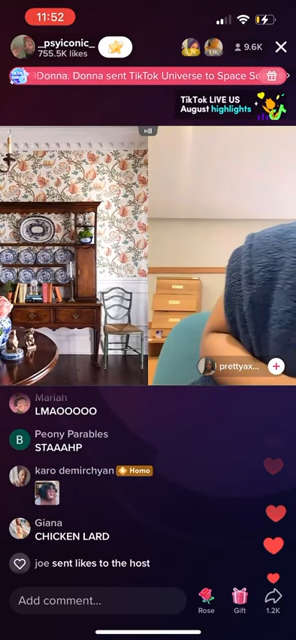 11:52
_psyiconic_
755.5K likes
9.6K
Donna. Donna sent TikTok Universe to Space S
TikTok LIVE US
August highlights
prettyax...
Mariah
LMAOOOOO
Peony Parables
STAAAHP
karo demirchyan Homo
Giana
CHICKEN LARD
joe sent likes to the host
Add comment...
Rose
Gift
1.2K